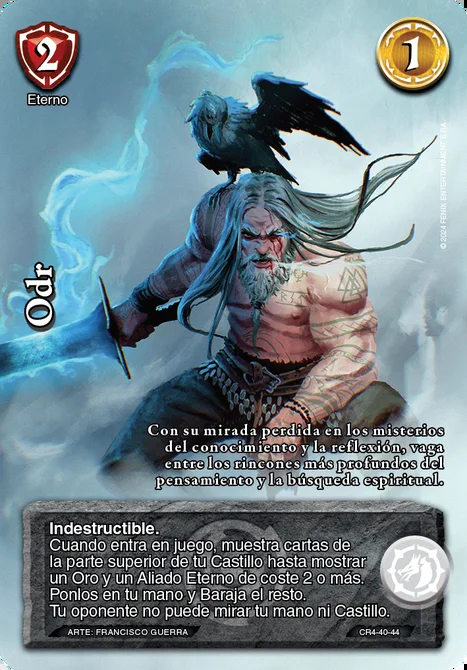 2
Eterno
1
© 2024 FENIX ENTERTAINMENT S.P.A.
Odr
Con su mirada perdida en los misterios
del conocimiento y la reflexión, vaga
entre los rincones más profundos del
pensamiento y la búsqueda espiritual.
Indestructible.
Cuando entra en juego, muestra cartas de
la parte superior de tu Castillo hasta mostrar
un Oro y un Aliado Eterno de coste 2 o más.
Ponlos en tu mano y Baraja el resto.
Tu oponente no puede mirar tu mano ni Castillo.
ARTE: FRANCISCO GUERRA
CR4-40-44